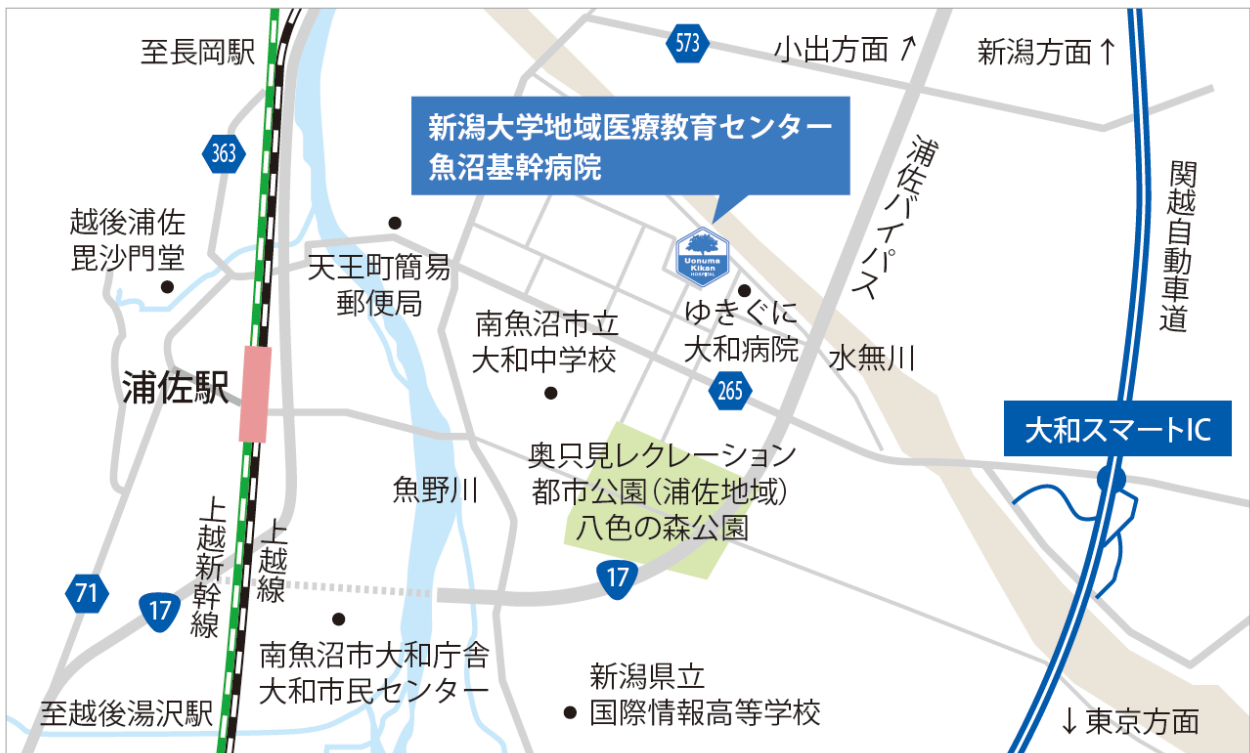 至長岡駅
573
小出方面↗
新潟方面↑
新潟大学地域医療教育センター
魚沼基幹病院
363
浦佐バイパス
関越自動車道
越後浦佐
毘沙門堂
天王町簡易
郵便局
Uonuma
Kikan
HOSPITAL
ゆきぐに
大和病院
南魚沼市立
大和中学校
水無川
265
浦佐駅
大和スマートIC
奥只見レクレーション
都市公園(浦佐地域)
八色の森公園
魚野川
上越新幹線
上越線
71
17
17
南魚沼市大和庁舎
大和市民センター
新潟県立
国際情報高等学校
至越後湯沢駅
↓東京方面